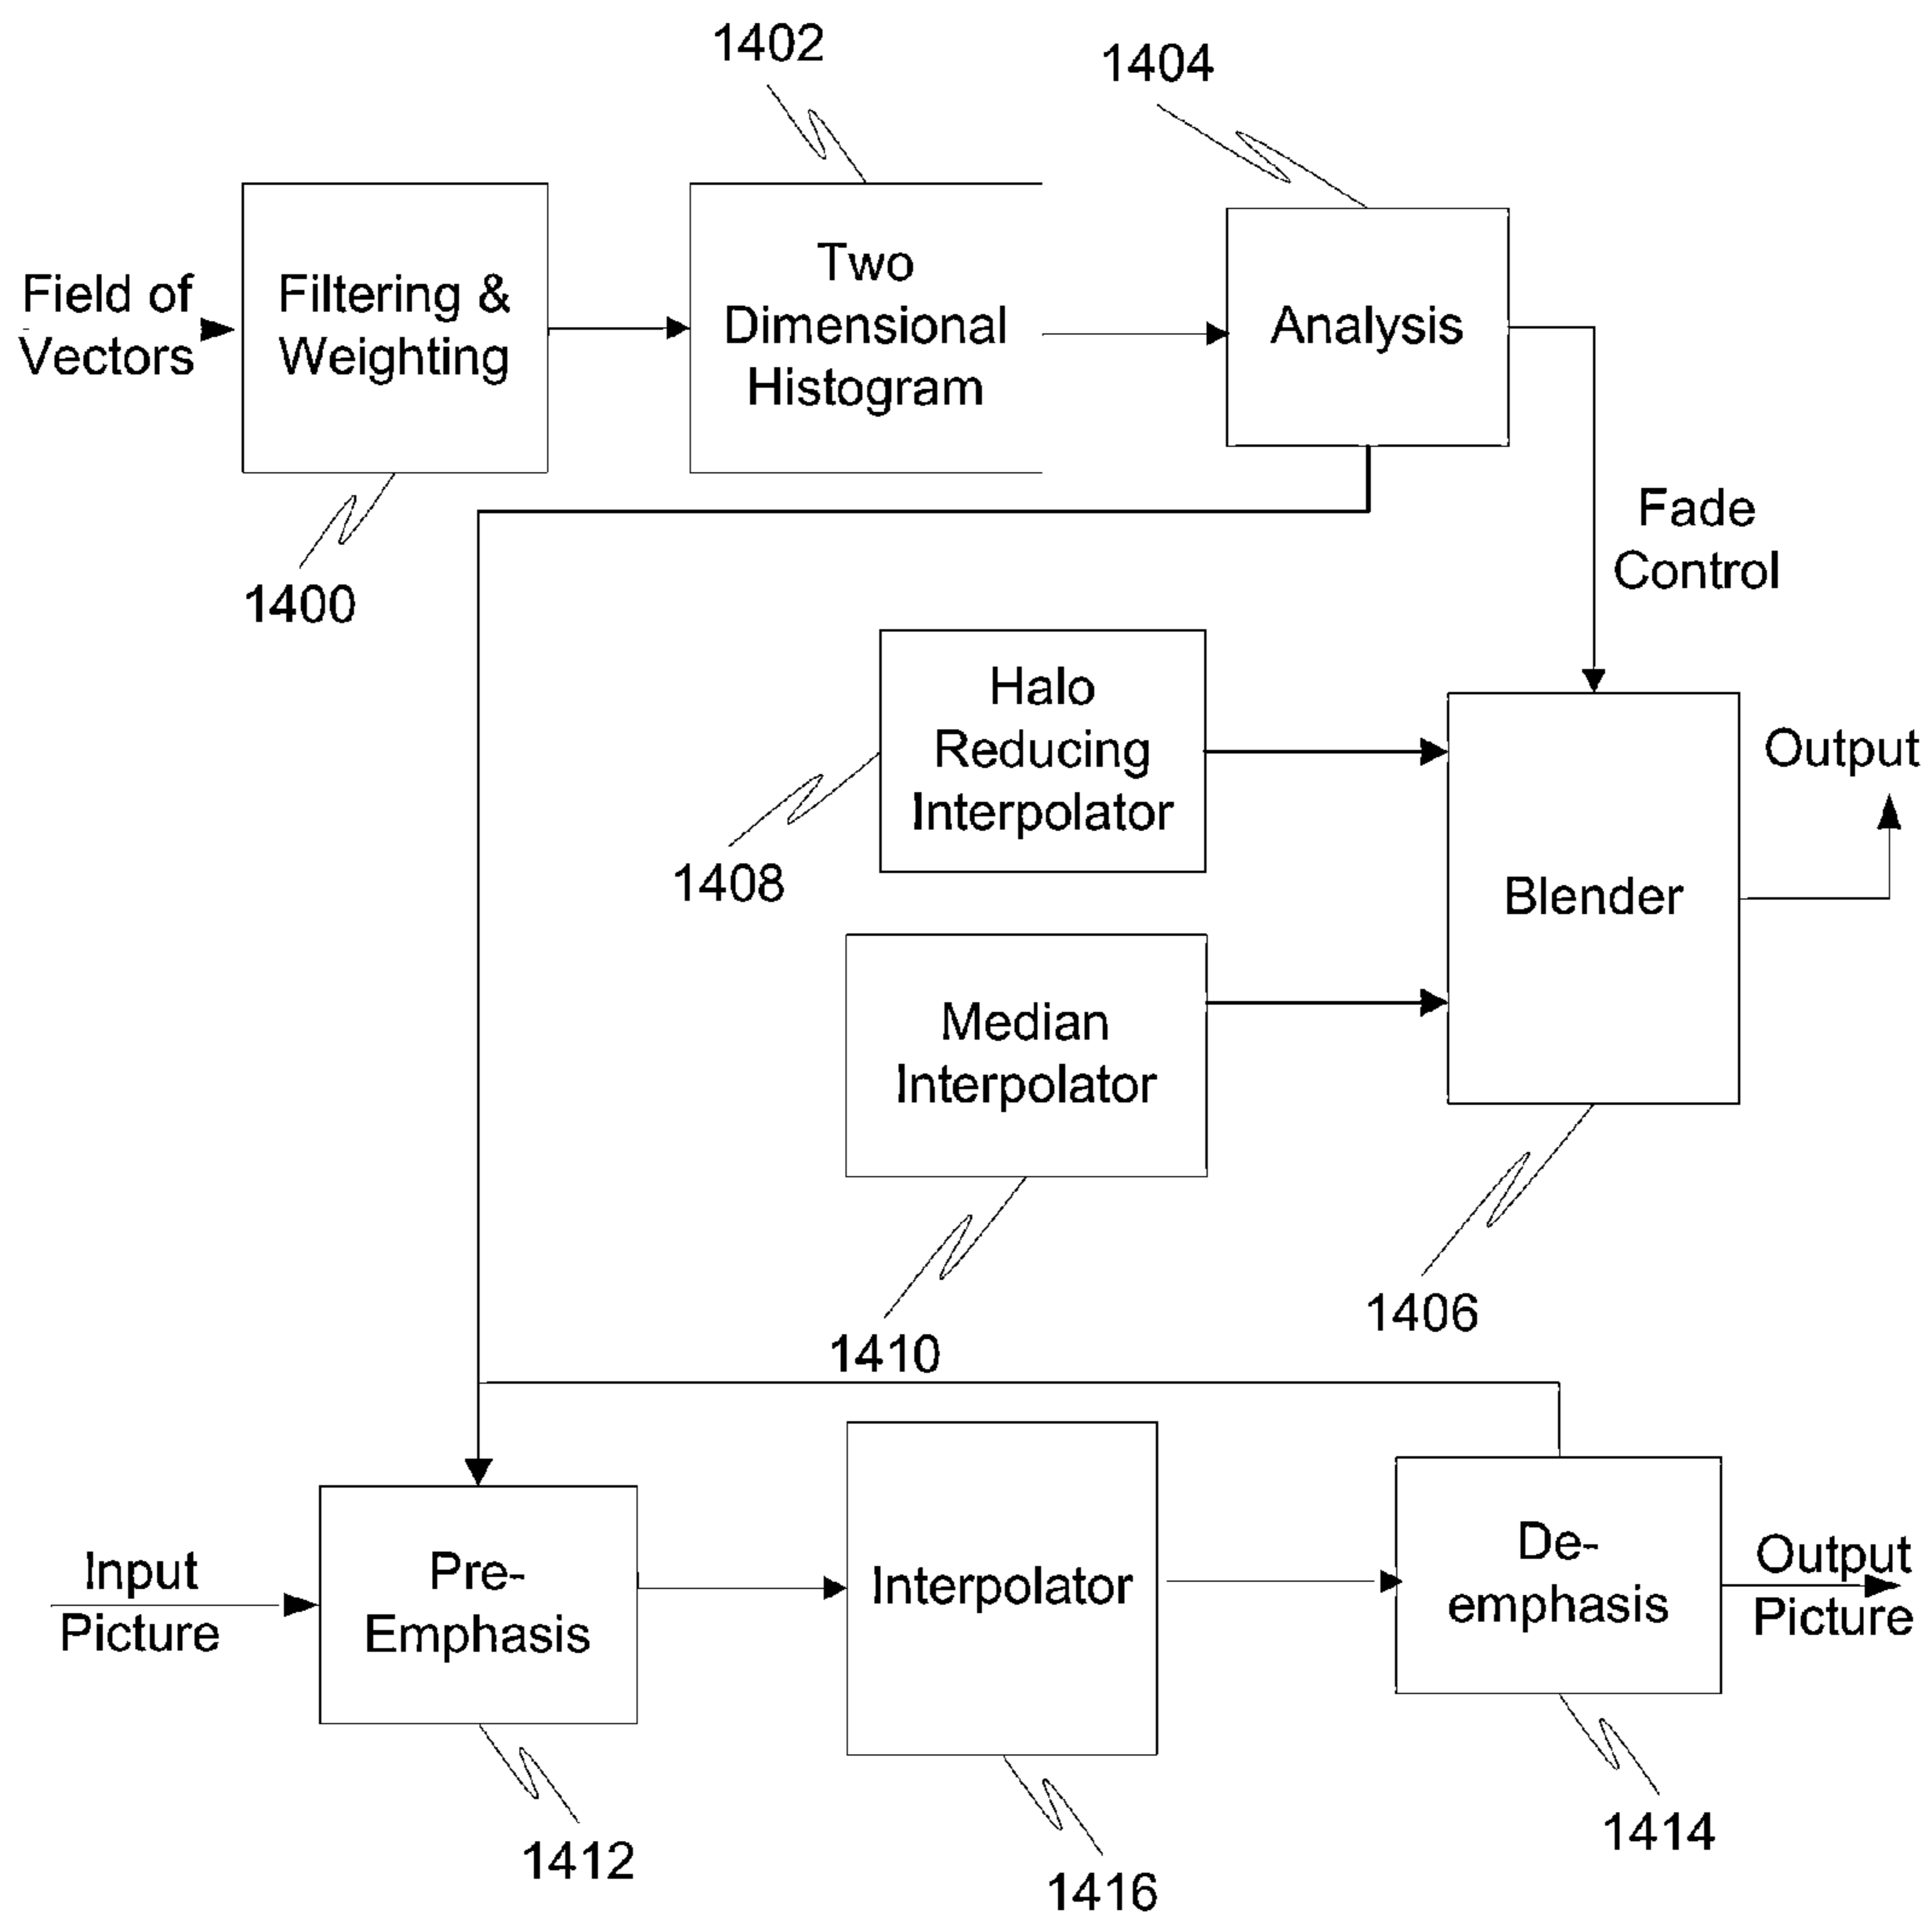 1402
1404
Field of
Vectors
Filtering &
Weighting
Two
Dimensional
Histogram
Analysis
1400
Fade
Control
Halo
Reducing
Interpolator
Output
1408
Blender
Median
Interpolator
1406
1410
Input
Picture
Pre-
Emphasis
Interpolator
De-
emphasis
Output
Picture
1412
1416
1414